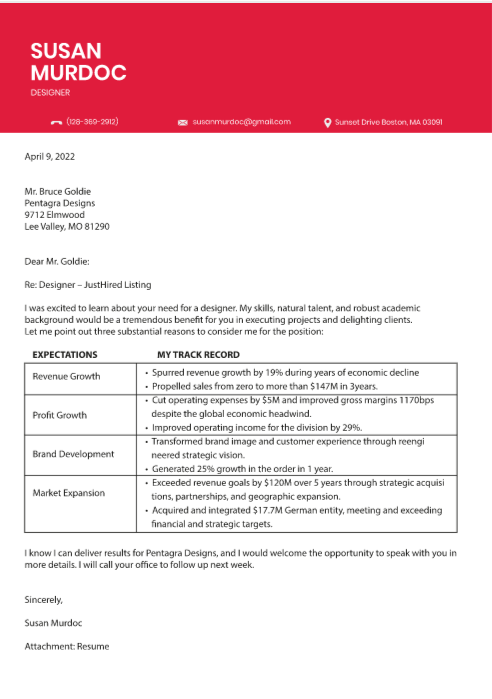 SUSAN
MURDOC
DESIGNER
(128-369-2912)
susanmurdoc@gmail.com
Sunset Drive Boston, MA 03091
April 9, 2022
Mr. Bruce Goldie
Pentagra Designs
9712 Elmwood
Lee Valley, MO 81290
Dear Mr. Goldie:
Re: Designer – JustHired Listing
I was excited to learn about your need for a designer. My skills, natural talent, and robust academic
background would be a tremendous benefit for you in executing projects and delighting clients.
Let me point out three substantial reasons to consider me for the position:
EXPECTATIONS MY TRACK RECORD
Revenue Growth
• Spurred revenue growth by 19% during years of economic decline
• Propelled sales from zero to more than $147M in 3years.
Profit Growth
• Cut operating expenses by $5M and improved gross margins 1170bps
despite the global economic headwind.
• Improved operating income for the division by 29%.
Brand Development
• Transformed brand image and customer experience through reengi
neered strategic vision.
• Generated 25% growth in the order in 1 year.
Market Expansion
• Exceeded revenue goals by $120M over 5 years through strategic acquisi
tions, partnerships, and geographic expansion.
• Acquired and integrated $17.7M German entity, meeting and exceeding
financial and strategic targets.
I know I can deliver results for Pentagra Designs, and I would welcome the opportunity to speak with you in
more details. I will call your office to follow up next week.
Sincerely,
Susan Murdoc
Attachment: Resume